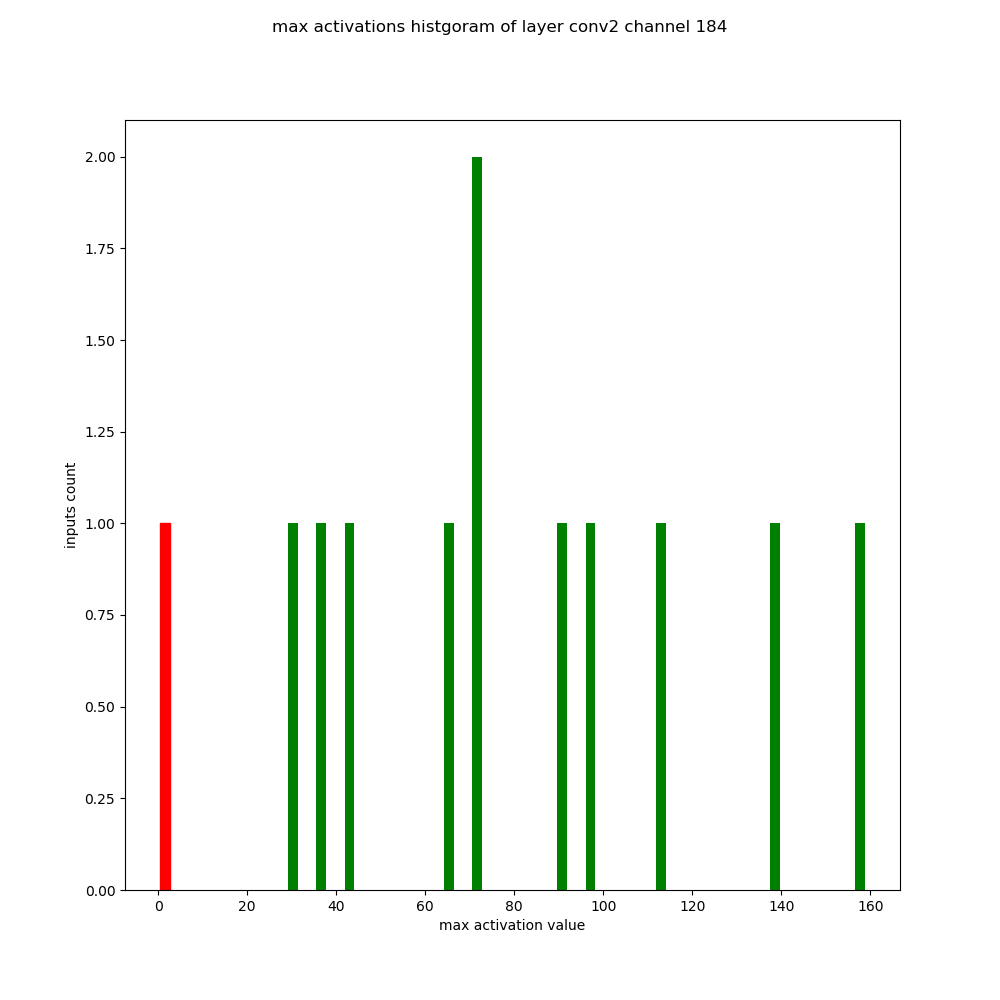 max activations histgoram of layer conv2 channel 184
2.00
1.75
1.50
1.25
1.00
0.75
0.50
0.25
0.00
inputs count
0 20 40 60 80 100 120 140 160
max activation value